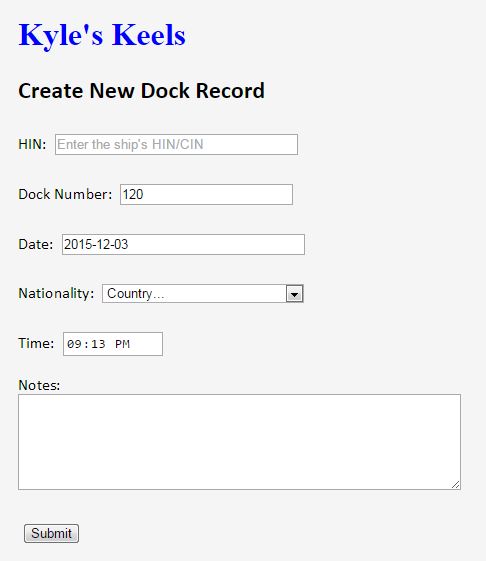 Kyle's Keels
Create New Dock Record
HIN: Enter the ship's HIN/CIN
Dock Number: 120
Date: 2015-12-03
Nationality: Country...
Time: 09:13 PM
Notes:
Submit